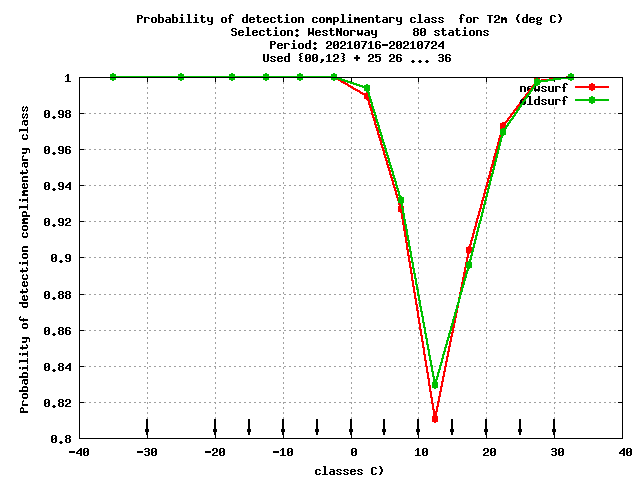 Probability of detection complimentary class for T2m (deg C)
Selection: WestNorway 80 stations
Period: 20210716-20210724
Used {00,12} + 25 26 ... 36
newsurf
oldsurf
Probability of detection complimentary class
1
0.98
0.96
0.94
0.92
0.9
0.88
0.86
0.84
0.82
0.8
-40 -30 -20 -10 0 10 20 30 40
classes C)